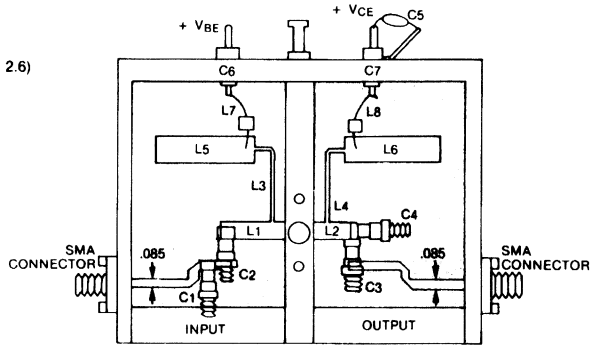 2.6)
+ VBE
+ VCE
C5
C6
C7
L7
L8
L5
L6
L3
L4
L1
L2
C4
SMA CONNECTOR
.085
C2
C1
C3
.085
SMA CONNECTOR
INPUT
OUTPUT